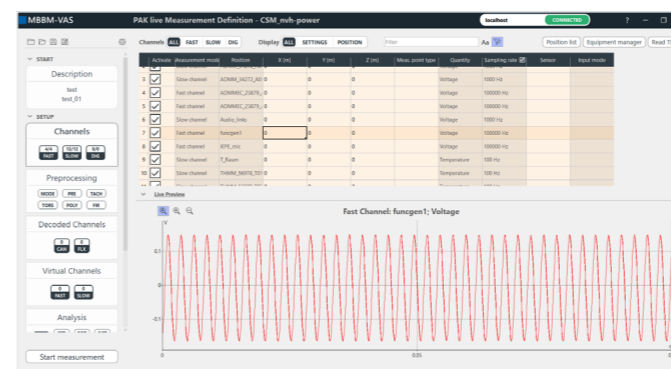 MBBM-VAS PAK live Measurement Definition - CSM_nvh-power localhost CONNECTED ?
Channels ALL FAST SLOW DIG Display ALL SETTINGS POSITION Filter Aa Position list Equipment manager Read
START
Description
test
test_01
SETUP
Channels
4/4 12/12 0/0
FAST SLOW DIG
Preprocessing
MODE PRE TACH
TORS POLY FIR
Decoded Channels
0 0
CAN FLX
Virtual Channels
0 0
FAST SLOW
Analysis
Start measurement
Activate Measurement mode Position X [m] Y [m] Z [m] Meas. point type Quantity Sampling rate Sensor Input mode
3 Slow channel 0 0 0 Voltage 1000 Hz
4 Fast channel 0 0 Voltage 100000 Hz
5 Fast channel 0 0 Voltage 100000 Hz
6 Slow channel Audio_links 0 0 0 Voltage 1000 Hz
7 Fast channel funcgen1 0 0 0 Voltage 100000 Hz
8 Fast channel IEPE_mic 0 0 0 Voltage 100000 Hz
9 Slow channel T_Raum 0 0 0 Temperature 100 Hz
10 Slow channel 0 0 Temperature 100 Hz
Live Preview
Fast Channel: funcgen1; Voltage
V
0.5
0
-0.5
0 0.05